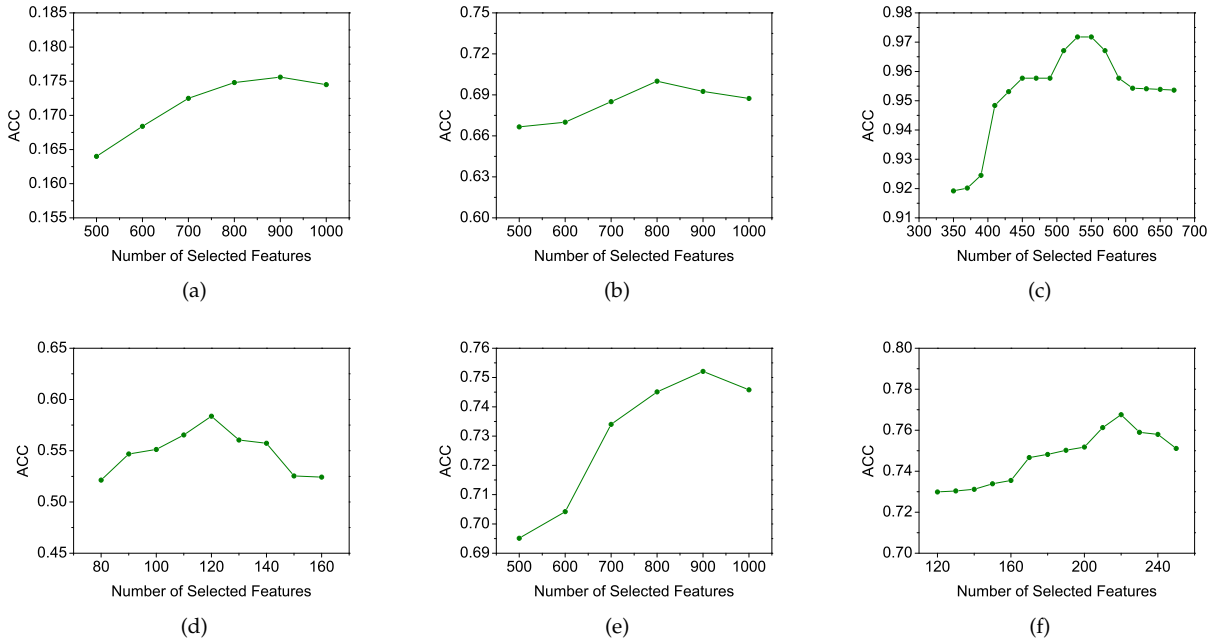 0.185
0.180
0.175
0.170
0.165
0.160
0.155
ACC
500 600 700 800 900 1000
Number of Selected Features
(a)
0.75
0.72
0.69
0.66
0.63
0.60
ACC
500 600 700 800 900 1000
Number of Selected Features
(b)
0.98
0.97
0.96
0.95
0.94
0.93
0.92
0.91
ACC
300 350 400 450 500 550 600 650 700
Number of Selected Features
(c)
0.65
0.60
0.55
0.50
0.45
ACC
80 100 120 140 160
Number of Selected Features
(d)
0.76
0.75
0.74
0.73
0.72
0.71
0.70
0.69
ACC
500 600 700 800 900 1000
Number of Selected Features
(e)
0.80
0.78
0.76
0.74
0.72
0.70
ACC
120 160 200 240
Number of Selected Features
(f)